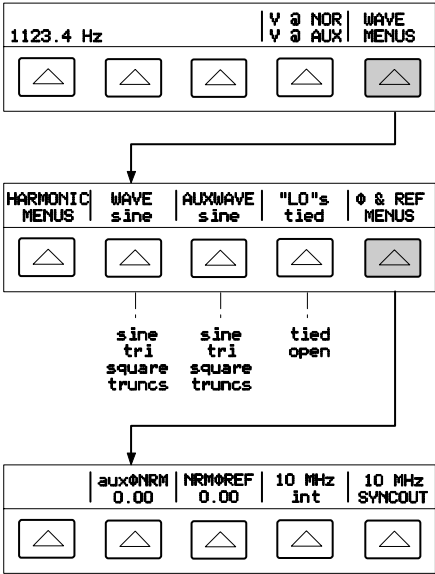 V @ NOR | WAVE
1123.4 Hz | V @ AUX | MENUS
HARMONIC | WAVE | AUXWAVE | "LO"s | Φ & REF
MENUS | sine | sine | tied | MENUS
sine sine tied
tri tri open
square square
truncs truncs
auxΦNRM | NRMΦREF | 10 MHz | 10 MHz
0.00 | 0.00 | int | SYNCOUT